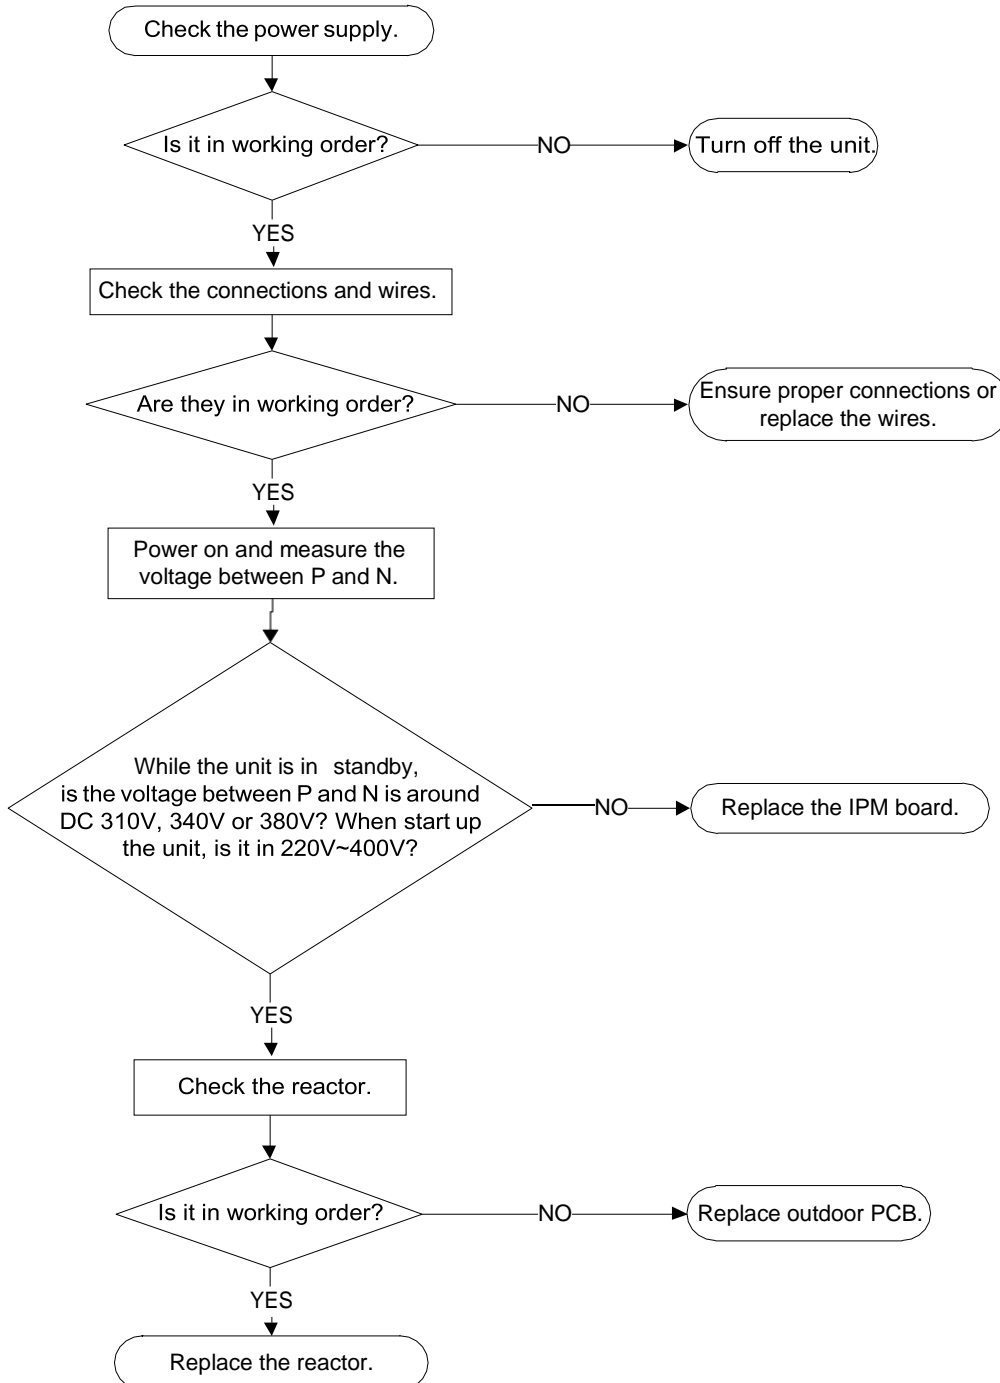 Check the power supply.
Is it in working order?
NO
Turn off the unit.
YES
Check the connections and wires.
Are they in working order?
NO
Ensure proper connections or
replace the wires.
YES
Power on and measure the
voltage between P and N.
While the unit is in standby,
is the voltage between P and N is around
DC 310V, 340V or 380V? When start up
the unit, is it in 220V~400V?
NO
Replace the IPM board.
YES
Check the reactor.
Is it in working order?
NO
Replace outdoor PCB.
YES
Replace the reactor.